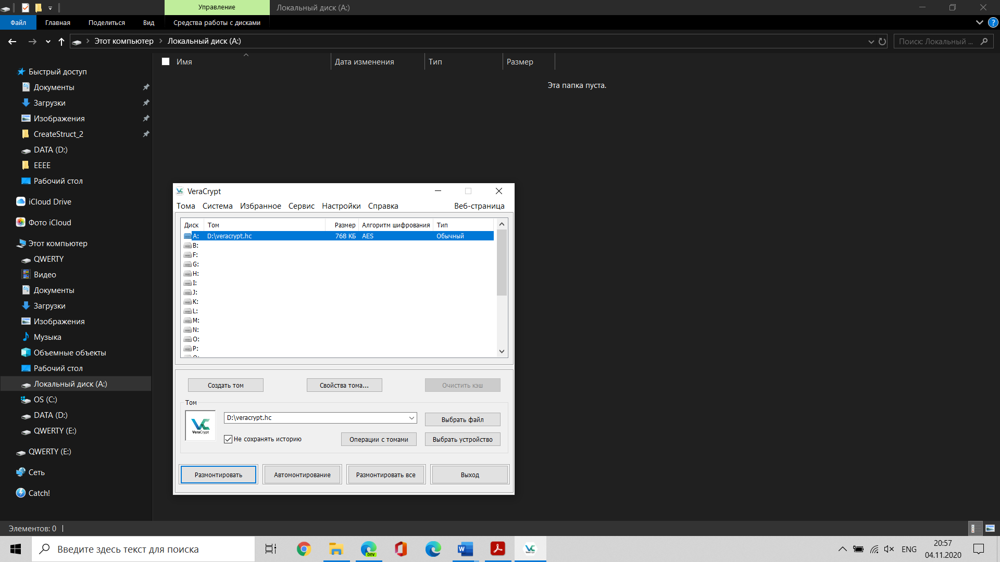 Управление
Локальный диск (A:)
Файл Главная Поделиться Вид Средства работы с дисками
Этот компьютер Локальный диск (A:)
Поиск: Локальный ...
Имя Дата изменения Тип Размер
Эта папка пуста.
Быстрый доступ
Документы
Загрузки
Изображения
CreateStruct_2
DATA (D:)
EEEE
Рабочий стол
iCloud Drive
Фото iCloud
Этот компьютер
QWERTY
Видео
Документы
Загрузки
Изображения
Музыка
Объемные объекты
Рабочий стол
Локальный диск (A:)
OS (C:)
DATA (D:)
QWERTY (E:)
QWERTY (E:)
Сеть
Catch!
VeraCrypt
Тома Система Избранное Сервис Настройки Справка Веб-страница
Диск Том Размер Алгоритм шифрования Тип
A: D:\veracrypt.hc 768 КБ AES Обычный
B:
F:
G:
H:
I:
J:
K:
L:
M:
N:
O:
P:
Создать том Свойства тома... Очистить кэш
Том
VeraCrypt
D:\veracrypt.hc
Выбрать файл
Не сохранять историю Операции с томами Выбрать устройство
Размонтировать Автомонтирование Размонтировать все Выход
Элементов: 0
Введите здесь текст для поиска
DEV
VeraCrypt
ENG
20:57
04.11.2020